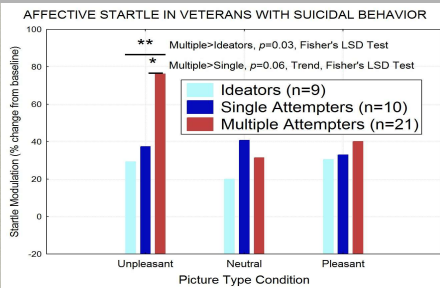 AFFECTIVE STARTLE IN VETERANS WITH SUICIDAL BEHAVIOR
** Multiple>Ideators, p=0.03, Fisher's LSD Test
* Multiple>Single, p=0.06, Trend, Fisher's LSD Test
Ideators (n=9)
Single Attempters (n=10)
Multiple Attempters (n=21)
Startle Modulation (% change from baseline)
100
80
60
40
20
0
-20
Unpleasant Neutral Pleasant
Picture Type Condition